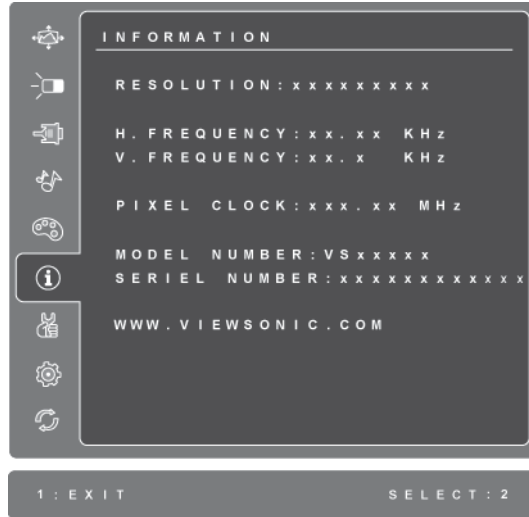 INFORMATION
RESOLUTION:xxxxxxxxx
H. FREQUENCY:xx.xx KHz
V. FREQUENCY:xx.x KHz
PIXEL CLOCK:xxx.xx MHz
MODEL NUMBER:VSxxxxx
SERIEL NUMBER:xxxxxxxxxxxx
WWW.VIEWSONIC.COM
1:EXIT SELECT:2